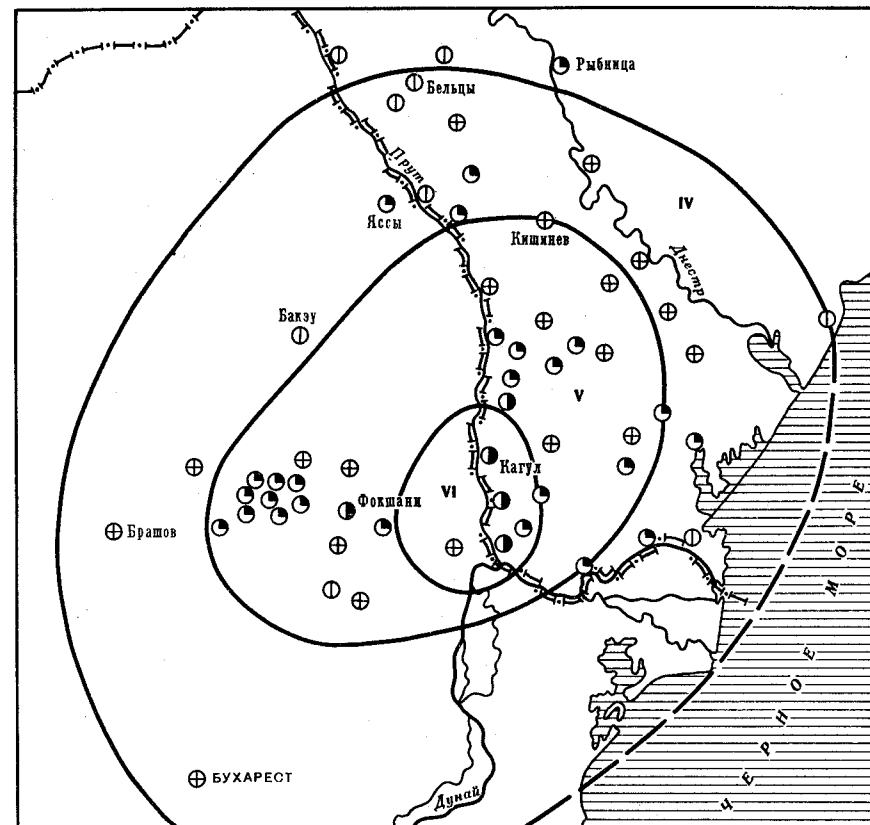 Рыбница
Бельцы
Прут
IV
Яссы
Кишинев
Днестр
Бакэу
V
Кагул
VI
Фокшани
Брашов
ЧЕРНОЕ МОРЕ
БУХАРЕСТ
Дунай